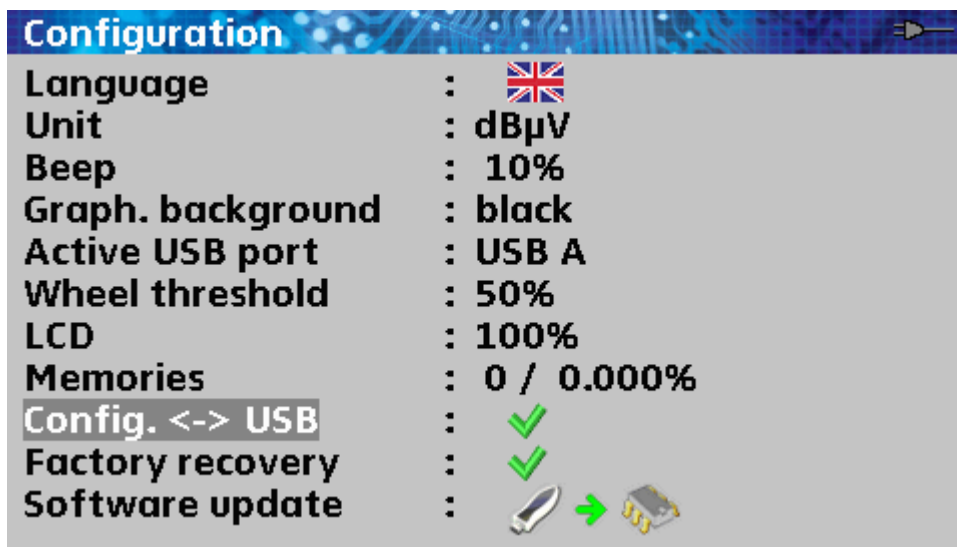 Configuration
Language :
Unit : dBµV
Beep : 10%
Graph. background : black
Active USB port : USB A
Wheel threshold : 50%
LCD : 100%
Memories : 0 / 0.000%
Config. <-> USB :
Factory recovery :
Software update :